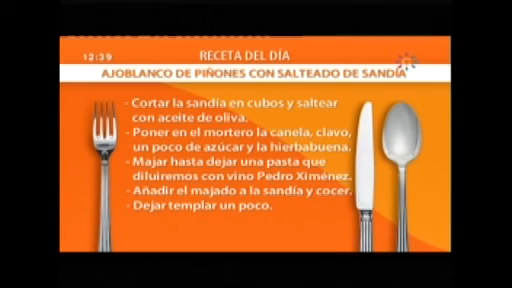 12:39
RECETA DEL DÍA
AJOBLANCO DE PIÑONES CON SALTEADO DE SANDÍA
- Cortar la sandía en cubos y saltear
con aceite de oliva.
- Poner en el mortero la canela, clavo,
un poco de azúcar y la hierbabuena.
- Majar hasta dejar una pasta que
diluiremos con vino Pedro Ximénez.
- Añadir el majado a la sandía y cocer.
- Dejar templar un poco.